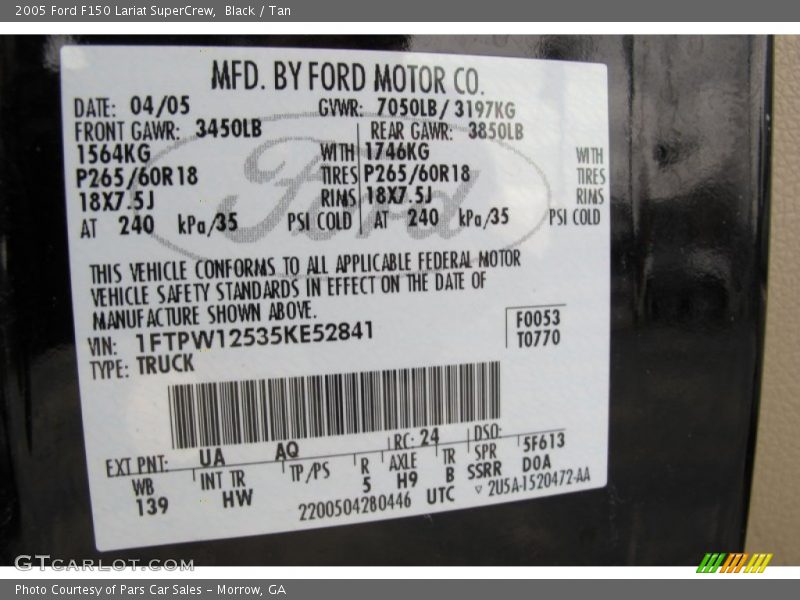 2005 Ford F150 Lariat SuperCrew, Black / Tan
MFD. BY FORD MOTOR CO.
DATE: 04/05 GVWR: 7050LB / 3197KG
FRONT GAWR: 3450LB REAR GAWR: 3850LB
1564KG WITH 1746KG WITH
P265/60R18 TIRES P265/60R18 TIRES
18X7.5J RIMS 18X7.5J RIMS
AT 240 kPa/35 PSI COLD AT 240 kPa/35 PSI COLD
Ford
THIS VEHICLE CONFORMS TO ALL APPLICABLE FEDERAL MOTOR
VEHICLE SAFETY STANDARDS IN EFFECT ON THE DATE OF
MANUFACTURE SHOWN ABOVE.
VIN: 1FTPW12535KE52841 F0053
TYPE: TRUCK T0770
EXT PNT: UA AQ RC: 24 DSO: 5F613
WB INT TR TP/PS R AXLE TR SPR D0A
139 HW 5 H9 B SSRR
2200504280446 UTC ▽ 2U5A-1520472-AA
GTCarLot.com
Photo Courtesy of Pars Car Sales - Morrow, GA